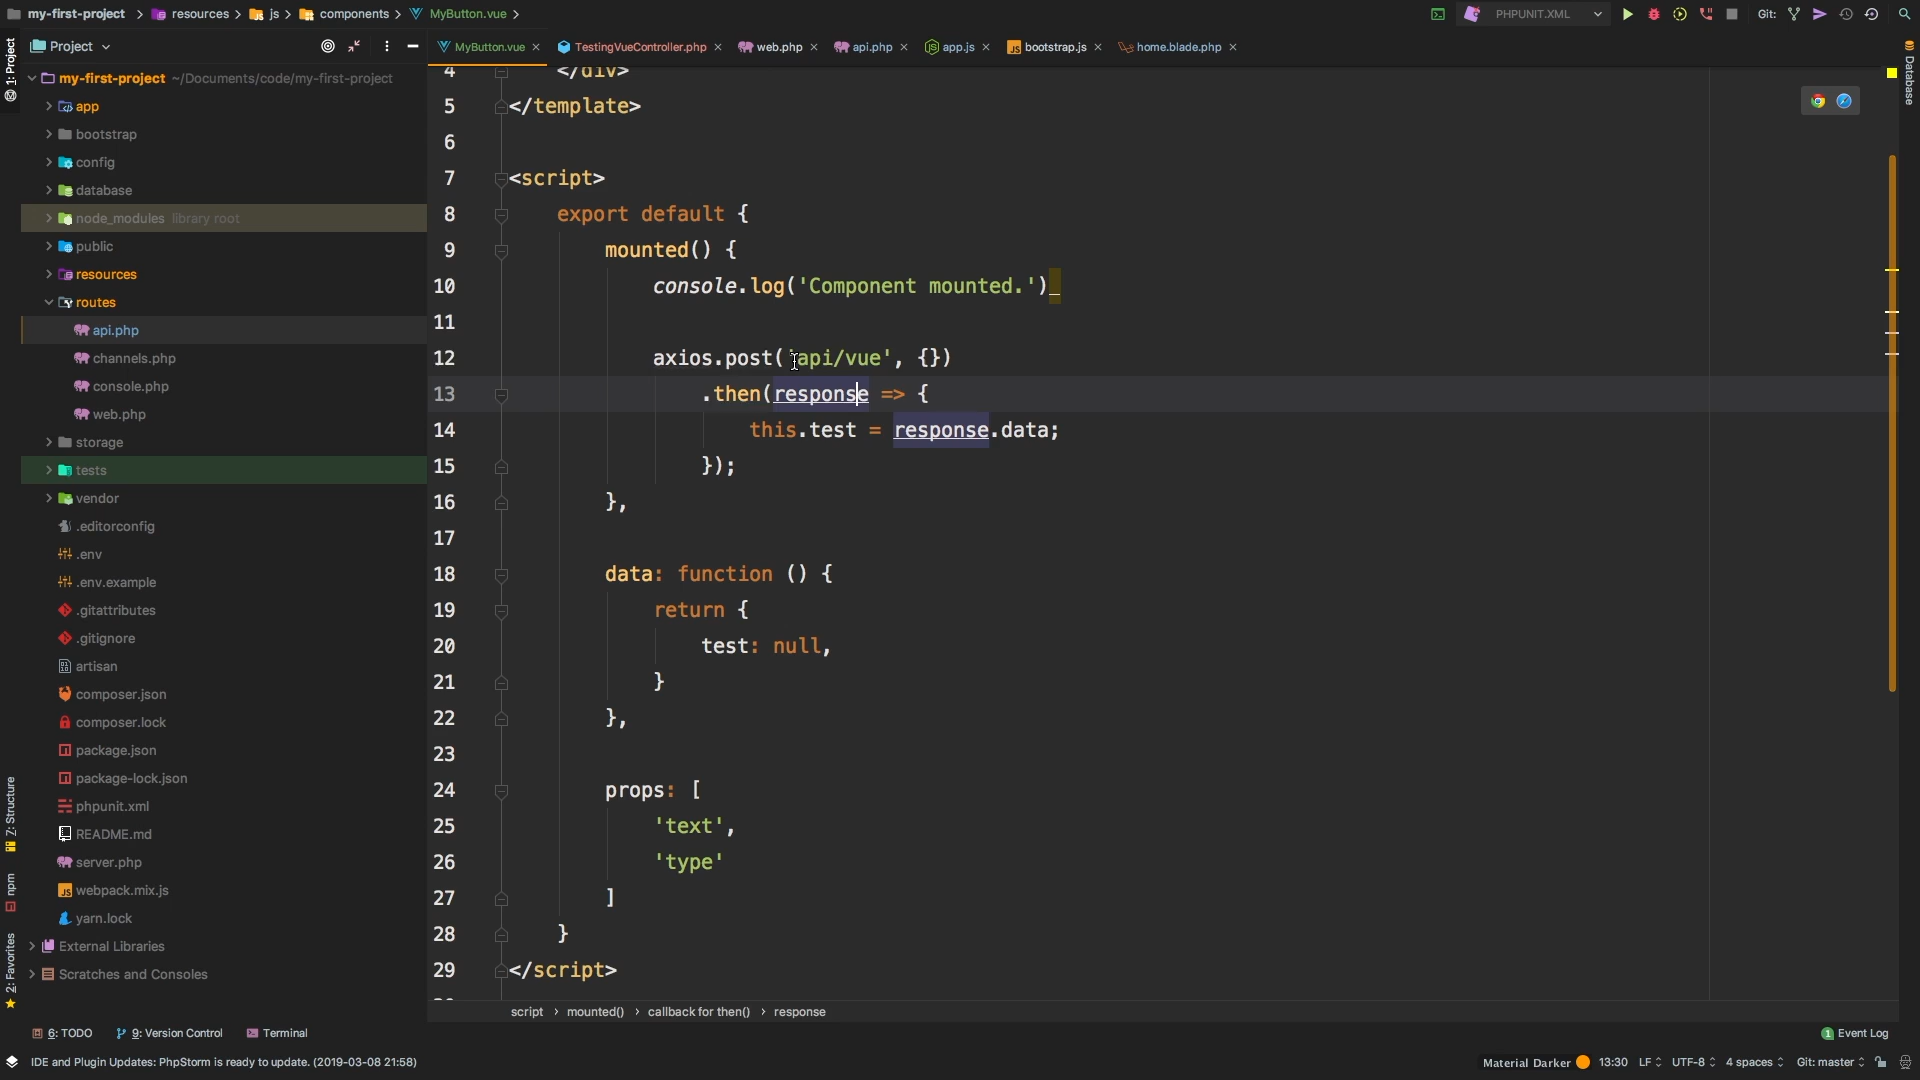 my-first-project resources js components MyButton.vue
PHPUNIT.XML Git:
1: Project
Project
MyButton.vue TestingVueController.php web.php api.php app.js bootstrap.js home.blade.php
Database
my-first-project ~/Documents/code/my-first-project
app
bootstrap
config
database
node_modules library root
public
resources
routes
api.php
channels.php
console.php
web.php
storage
tests
vendor
.editorconfig
.env
.env.example
.gitattributes
.gitignore
artisan
composer.json
composer.lock
package.json
package-lock.json
phpunit.xml
README.md
server.php
webpack.mix.js
yarn.lock
External Libraries
Scratches and Consoles
Z: Structure
npm
2: Favorites
4 </div>
5 </template>
6
7 <script>
8 export default {
9 mounted() {
10 console.log('Component mounted.')
11
12 axios.post('api/vue', {})
13 .then(response => {
14 this.test = response.data;
15 });
16 },
17
18 data: function () {
19 return {
20 test: null,
21 }
22 },
23
24 props: [
25 'text',
26 'type'
27 ]
28 }
29 </script>
script mounted() callback for then() response
6: TODO 9: Version Control Terminal
1 Event Log
IDE and Plugin Updates: PhpStorm is ready to update. (2019-03-08 21:58)
Material Darker 13:30 LF UTF-8 4 spaces Git: master